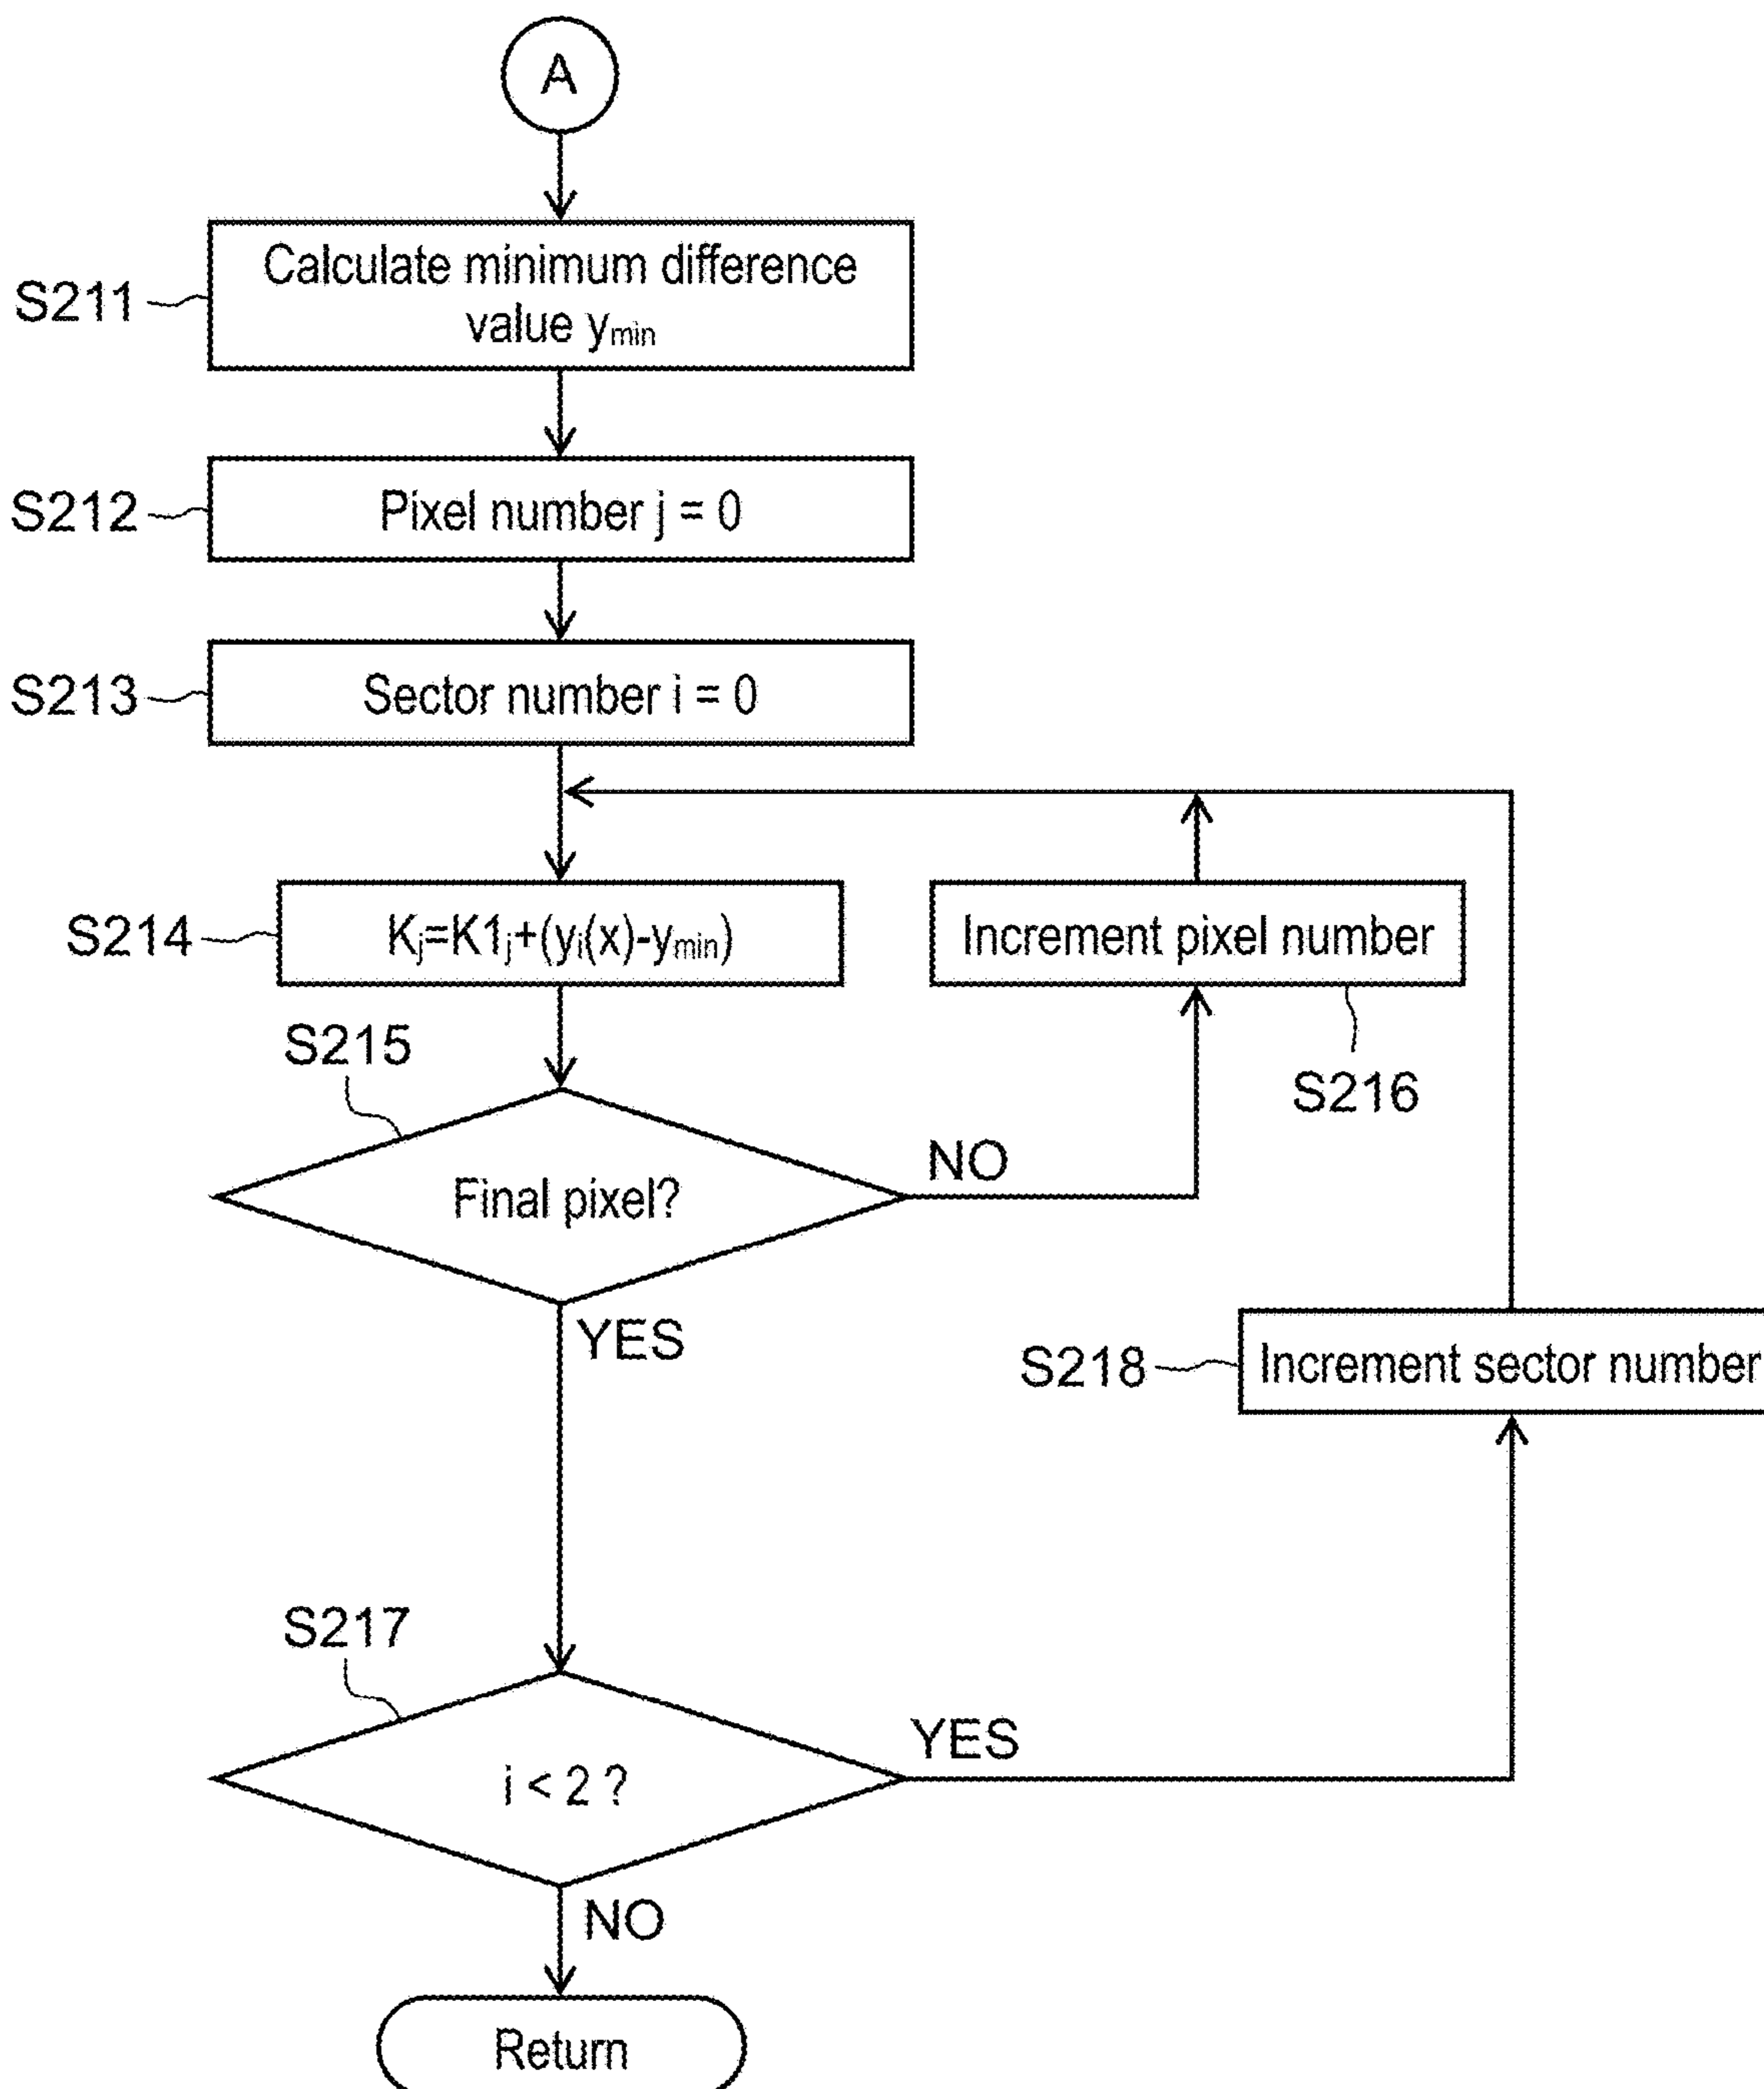 A
S211
Calculate minimum difference
value yₘᵢₙ
S212
Pixel number j = 0
S213
Sector number i = 0
S214
Kⱼ=K1ⱼ+(yᵢ(x)-yₘᵢₙ)
Increment pixel number
S215
S216
Final pixel?
NO
YES
S218
Increment sector number
S217
i < 2 ?
YES
NO
Return